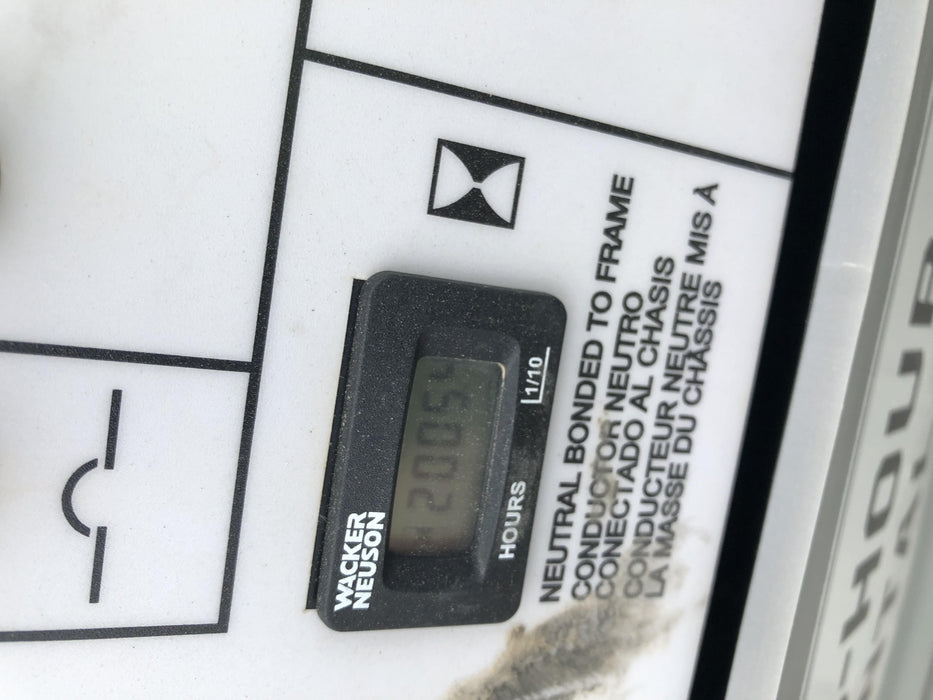 WACKER
NEUSON
HOURS 1/10
NEUTRAL BONDED TO FRAME
CONDUCTOR NEUTRO
CONECTADO AL CHASIS
CONDUCTEUR NEUTRE MIS À
LA MASSE DU CHÂSSIS